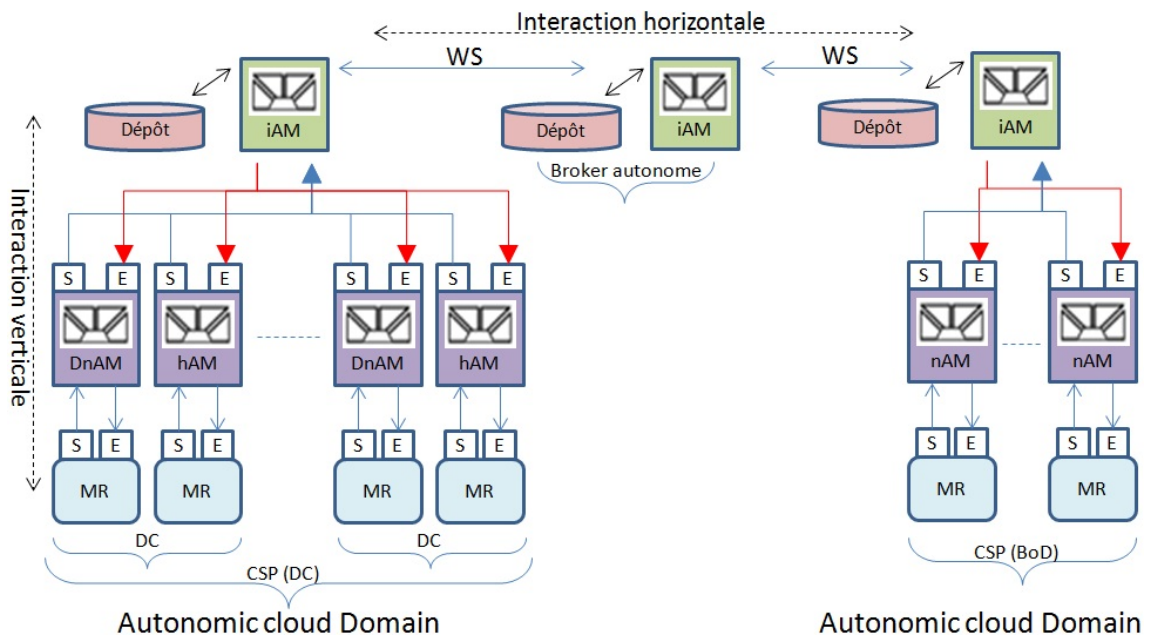 Interaction horizontale
WS
WS
Dépôt
iAM
Dépôt
iAM
Dépôt
iAM
Broker autonome
Interaction verticale
S E S E S E S E S E S E
DnAM hAM DnAM hAM nAM nAM
S E S E S E S E S E S E
MR MR MR MR MR MR
DC DC
CSP (DC)
CSP (BoD)
Autonomic cloud Domain
Autonomic cloud Domain